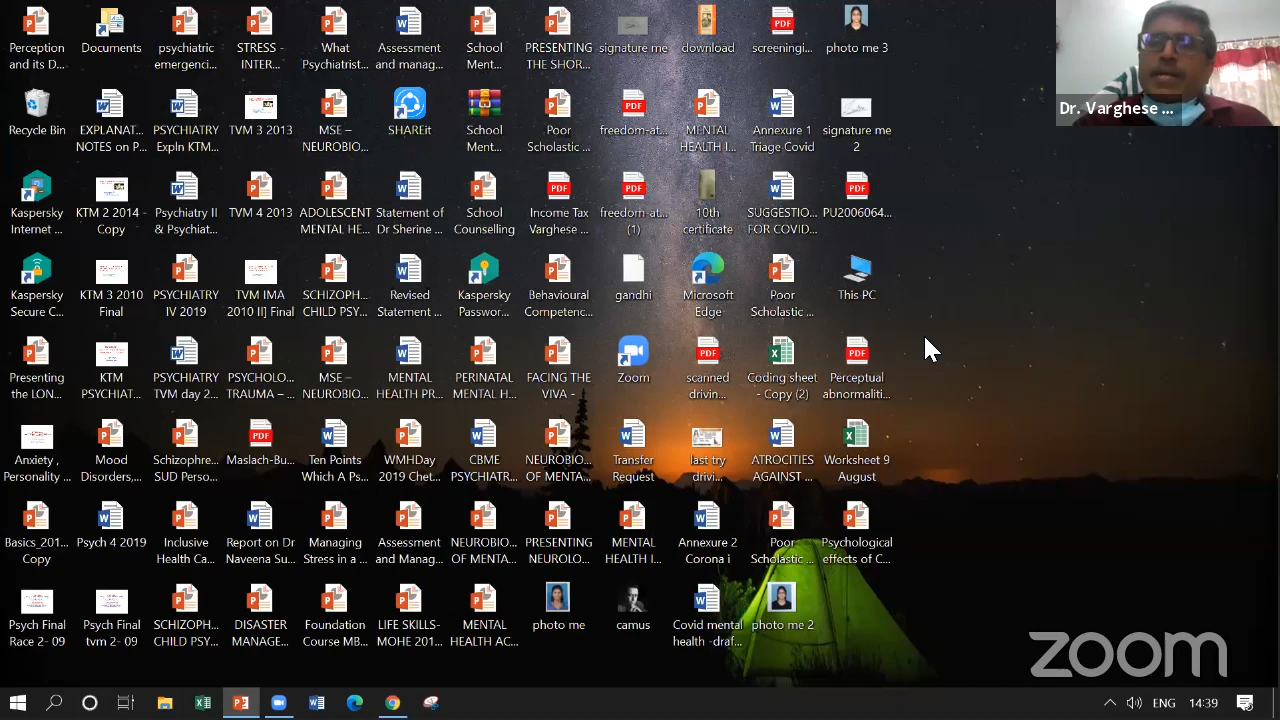 Perception
and its D...
Documents
psychiatric
emergenci...
STRESS -
INTER...
What
Psychiatrist...
Assessment
and manag...
School
Ment...
PRESENTING
THE SHOR...
signature me
download
screeningi...
photo me 3
Dr. Varghese ...
Recycle Bin
EXPLANAT...
NOTES on P...
PSYCHIATRY
Expln KTM...
TVM 3 2013
MSE –
NEUROBIO...
SHAREit
School
Ment...
Poor
Scholastic ...
freedom-at...
MENTAL
HEALTH I...
Annexure 1
Triage Covid
signature me
2
Kaspersky
Internet ...
KTM 2 2014 -
Copy
Psychiatry II
& Psychiat...
TVM 4 2013
ADOLESCENT
MENTAL HE...
Statement of
Dr Sherine ...
School
Counselling
Income Tax
Varghese ...
freedom-at...
(1)
10th
certificate
SUGGESTIO...
FOR COVID...
PU2006064...
Kaspersky
Secure C...
KTM 3 2010
Final
PSYCHIATRY
IV 2019
TVM IMA
2010 II] Final
SCHIZOPH...
CHILD PSY...
Revised
Statement ...
Kaspersky
Passwor...
Behavioural
Competenc...
gandhi
Microsoft
Edge
Poor
Scholastic ...
This PC
Presenting
the LON...
KTM
PSYCHIAT...
PSYCHIATRY
TVM day 2...
PSYCHOLO...
TRAUMA – ...
MSE –
NEUROBIO...
MENTAL
HEALTH PR...
PERINATAL
MENTAL H...
FACING THE
VIVA -
Zoom
scanned
drivin...
Coding sheet
- Copy (2)
Perceptual
abnormaliti...
Anxiety ,
Personality ...
Mood
Disorders,...
Schizophre...
SUD Perso...
Maslach-Bu...
Ten Points
Which A Ps...
WMHDay
2019 Chet...
CBME
PSYCHIATR...
NEUROBIO...
OF MENTA...
Transfer
Request
last try
drivi...
ATROCITIES
AGAINST ...
Worksheet 9
August
Basics_201...
Copy
Psych 4 2019
Inclusive
Health Ca...
Report on Dr
Naveena Su...
Managing
Stress in a ...
Assessment
and Manag...
NEUROBIO...
OF MENTA...
PRESENTING
NEUROLO...
MENTAL
HEALTH I...
Annexure 2
Corona i
Poor
Scholastic ...
Psychological
effects of C...
Psych Final
Race 2- 09
Psych Final
tvm 2- 09
SCHIZOPH...
CHILD PSY...
DISASTER
MANAGE...
Foundation
Course MB...
LIFE SKILLS-
MOHE 201...
MENTAL
HEALTH AC...
photo me
camus
Covid mental
health -draf...
photo me 2
zoom
ENG
14:39